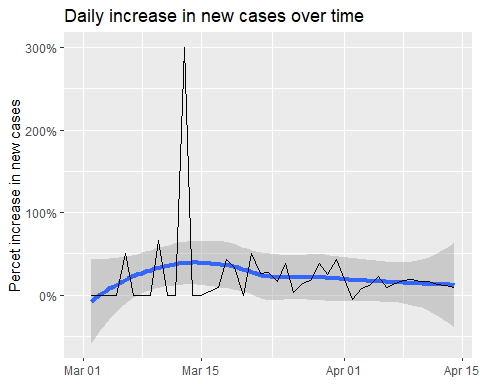 Daily increase in new cases over time
Percet increase in new cases
300%
200%
100%
0%
Mar 01
Mar 15
Apr 01
Apr 15